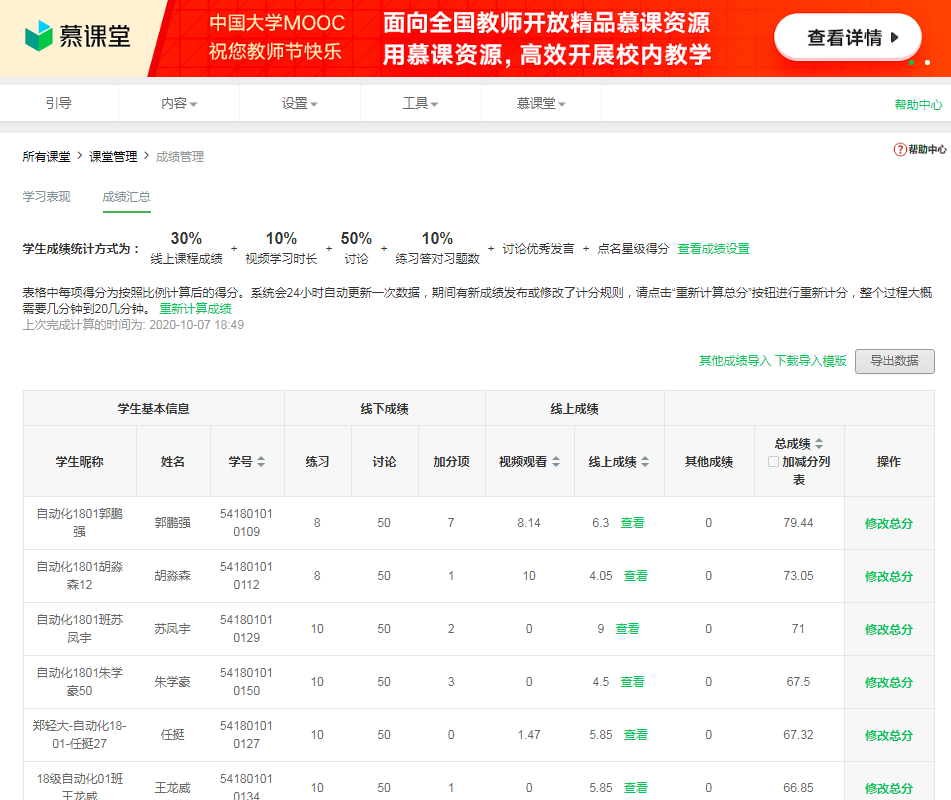 慕课堂
中国大学MOOC
祝您教师节快乐
面向全国教师开放精品慕课资源
用慕课资源，高效开展校内教学
查看详情
引导 内容 设置 工具 慕课堂 帮助中心
所有课堂 > 课堂管理 > 成绩管理
?帮助中心
学习表现 成绩汇总
学生成绩统计方式为： 30% 线上课程成绩 + 10% 视频学习时长 + 50% 讨论 + 10% 练习答对习题数 + 讨论优秀发言 + 点名星级得分 查看成绩设置
表格中每项得分为按照比例计算后的得分。系统会24小时自动更新一次数据，期间有新成绩发布或修改了计分规则，请点击“重新计算总分”按钮进行重新计分，整个过程大概
需要几分钟到20几分钟。 重新计算成绩
上次完成计算的时间为: 2020-10-07 18:49
其他成绩导入 下载导入模版 导出数据
学生基本信息 线下成绩 线上成绩
学生昵称 姓名 学号 练习 讨论 加分项 视频观看 线上成绩 其他成绩 总成绩 加减分列表 操作
自动化1801郭鹏强 郭鹏强 541801010109 8 50 7 8.14 6.3 查看 0 79.44 修改总分
自动化1801胡淼森12 胡淼森 541801010112 8 50 1 10 4.05 查看 0 73.05 修改总分
自动化1801班苏凤宇 苏凤宇 541801010129 10 50 2 0 9 查看 0 71 修改总分
自动化1801朱学豪50 朱学豪 541801010150 10 50 3 0 4.5 查看 0 67.5 修改总分
郑轻大-自动化18-01-任挺27 任挺 541801010127 10 50 0 1.47 5.85 查看 0 67.32 修改总分
18级自动化01班王龙威 王龙威 541801010134 10 50 1 0 5.85 查看 0 66.85 修改总分